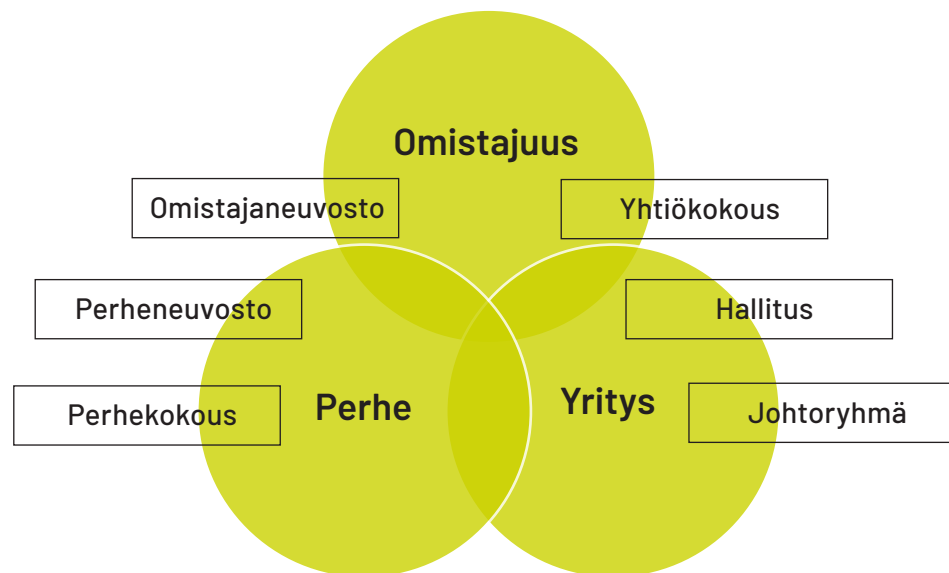 Omistajuus
Omistajaneuvosto
Yhtiökokous
Perheneuvosto
Hallitus
Perhe
Yritys
Perhekokous
Johtoryhmä